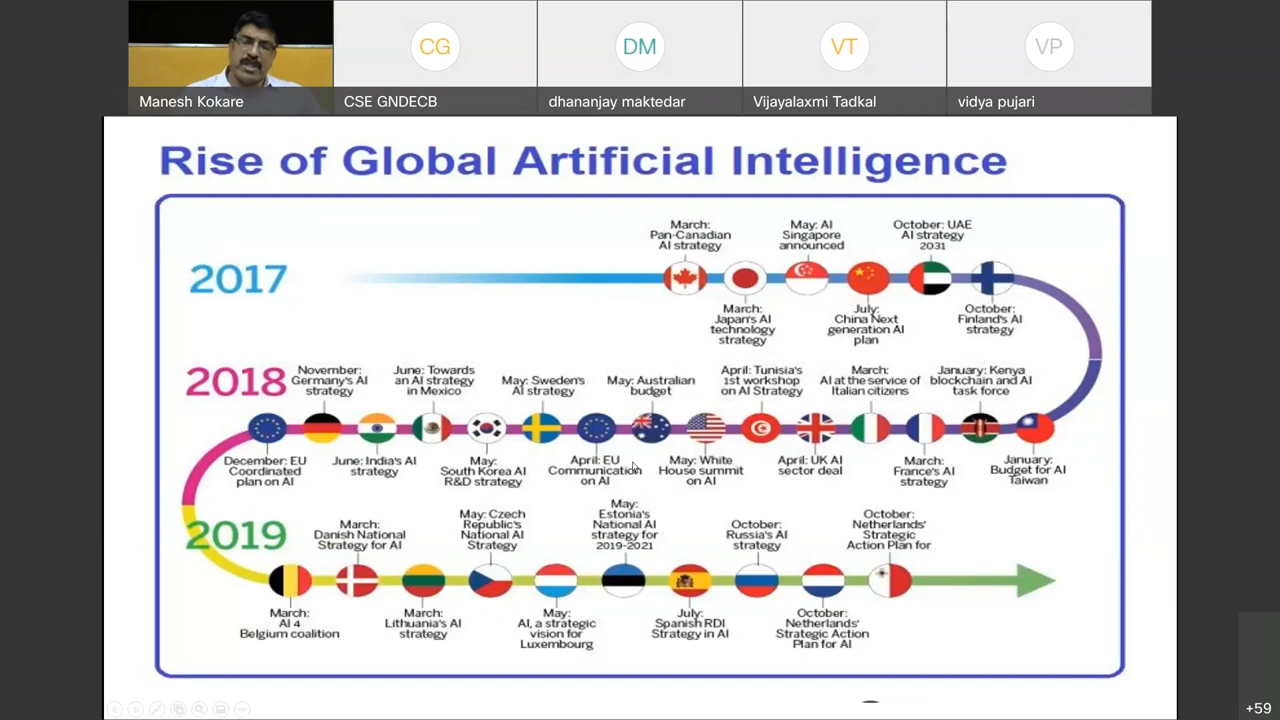 CG
DM
VT
VP
Manesh Kokare
CSE GNDECB
dhananjay maktedar
Vijayalaxmi Tadkal
vidya pujari
Rise of Global Artificial Intelligence
2017
March:
Pan-Canadian
AI strategy
March:
Japan's AI
technology
strategy
May: AI
Singapore
announced
July:
China Next
generation AI
plan
October: UAE
AI strategy
2031
October:
Finland's AI
strategy
2018
November:
Germany's AI
strategy
June: Towards
an AI strategy
in Mexico
May: Sweden's
AI strategy
May: Australian
budget
April: Tunisia's
1st workshop
on AI Strategy
March:
AI at the service of
Italian citizens
January: Kenya
blockchain and AI
task force
December: EU
Coordinated
plan on AI
June: India's AI
strategy
May:
South Korea AI
R&D strategy
April: EU
Communication
on AI
May: White
House summit
on AI
April: UK AI
sector deal
March:
France's AI
strategy
January:
Budget for AI
Taiwan
2019
March:
Danish National
Strategy for AI
May: Czech
Republic's
National AI
Strategy
May:
Estonia's
National AI
strategy for
2019-2021
October:
Russia's AI
strategy
October:
Netherlands'
Strategic
Action Plan for
March:
AI 4
Belgium coalition
March:
Lithuania's AI
strategy
May:
AI, a strategic
vision for
Luxembourg
July:
Spanish RDI
Strategy in AI
October:
Netherlands'
Strategic Action
Plan for AI
+59